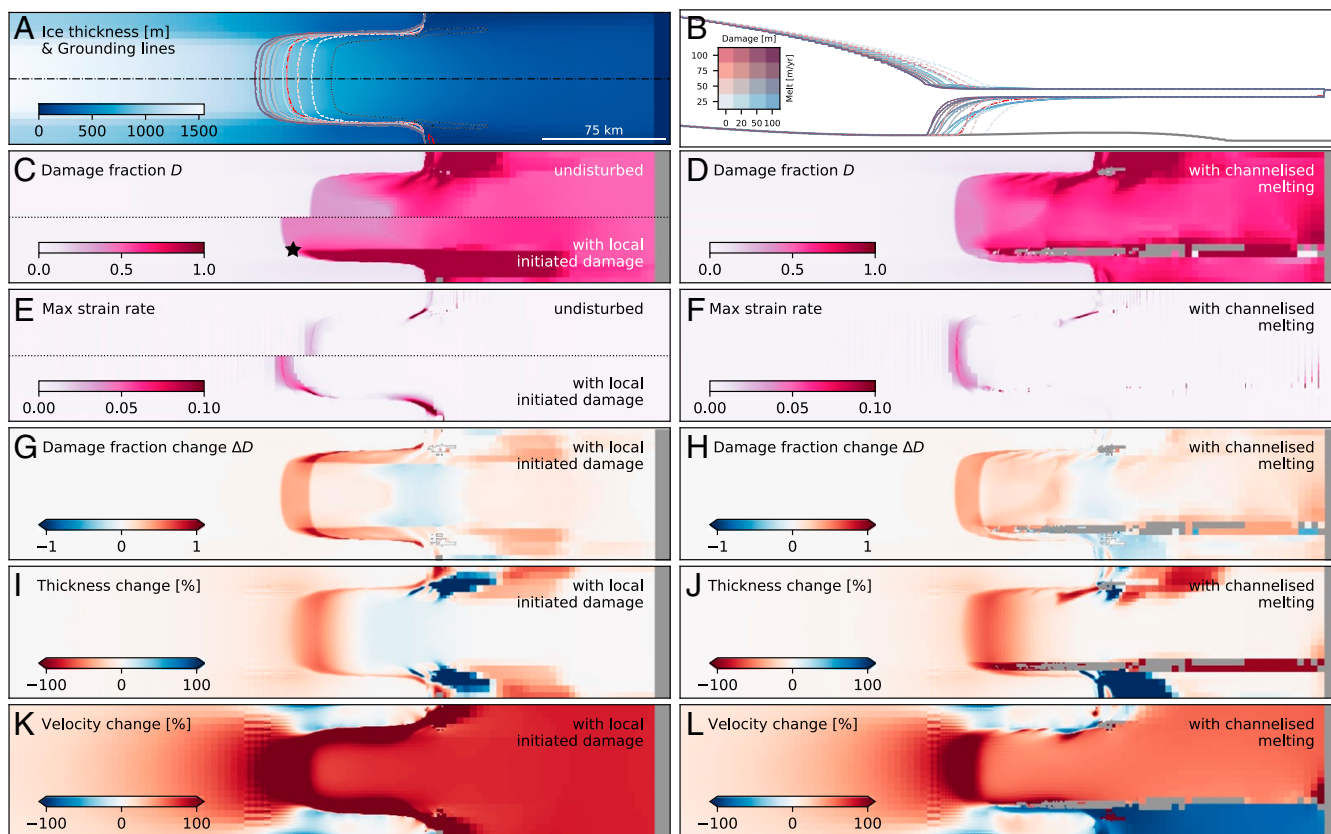 A Ice thickness [m]
& Grounding lines
0 500 1000 1500
75 km
B
Damage [m]
100
75
50
25
Melt [m/yr]
0 20 50 100
C Damage fraction D
undisturbed
with local
initiated damage
0.0 0.5 1.0
D Damage fraction D
with channelised
melting
0.0 0.5 1.0
E Max strain rate
undisturbed
with local
initiated damage
0.00 0.05 0.10
F Max strain rate
with channelised
melting
0.00 0.05 0.10
G Damage fraction change ΔD
with local
initiated damage
−1 0 1
H Damage fraction change ΔD
with channelised
melting
−1 0 1
I Thickness change [%]
with local
initiated damage
−100 0 100
J Thickness change [%]
with channelised
melting
−100 0 100
K Velocity change [%]
with local
initiated damage
−100 0 100
L Velocity change [%]
with channelised
melting
−100 0 100